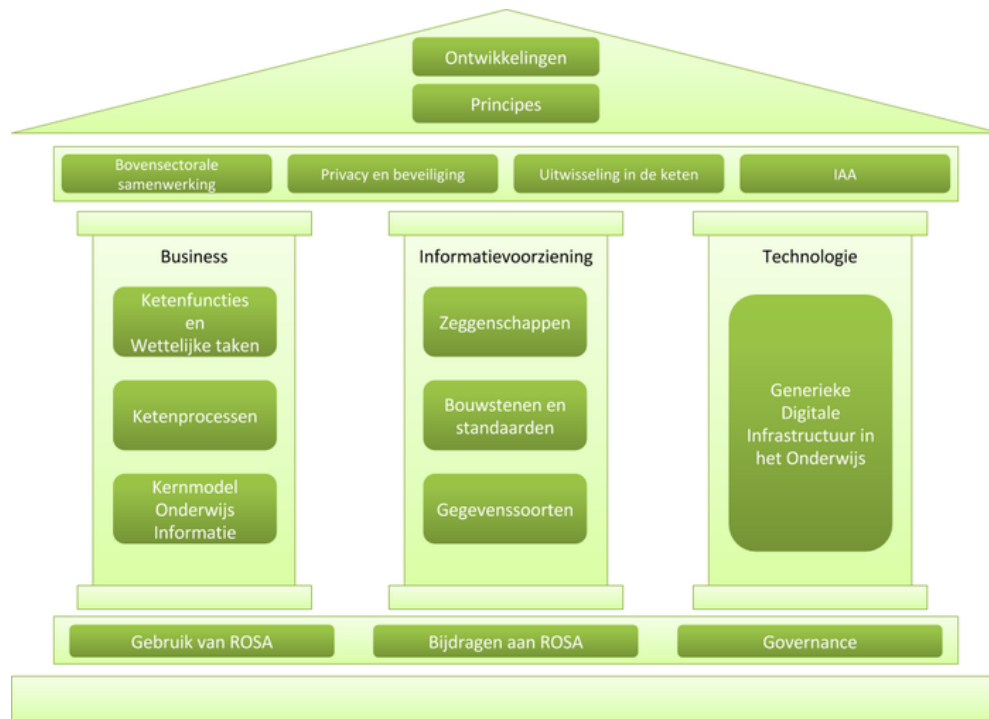 Ontwikkelingen
Principes
Bovensectorale
samenwerking
Privacy en beveiliging
Uitwisseling in de keten
IAA
Business
Ketenfuncties
en
Wettelijke taken
Ketenprocessen
Kernmodel
Onderwijs
Informatie
Informatievoorziening
Zeggenschappen
Bouwstenen en
standaarden
Gegevenssoorten
Technologie
Generieke
Digitale
Infrastructuur in
het Onderwijs
Gebruik van ROSA
Bijdragen aan ROSA
Governance